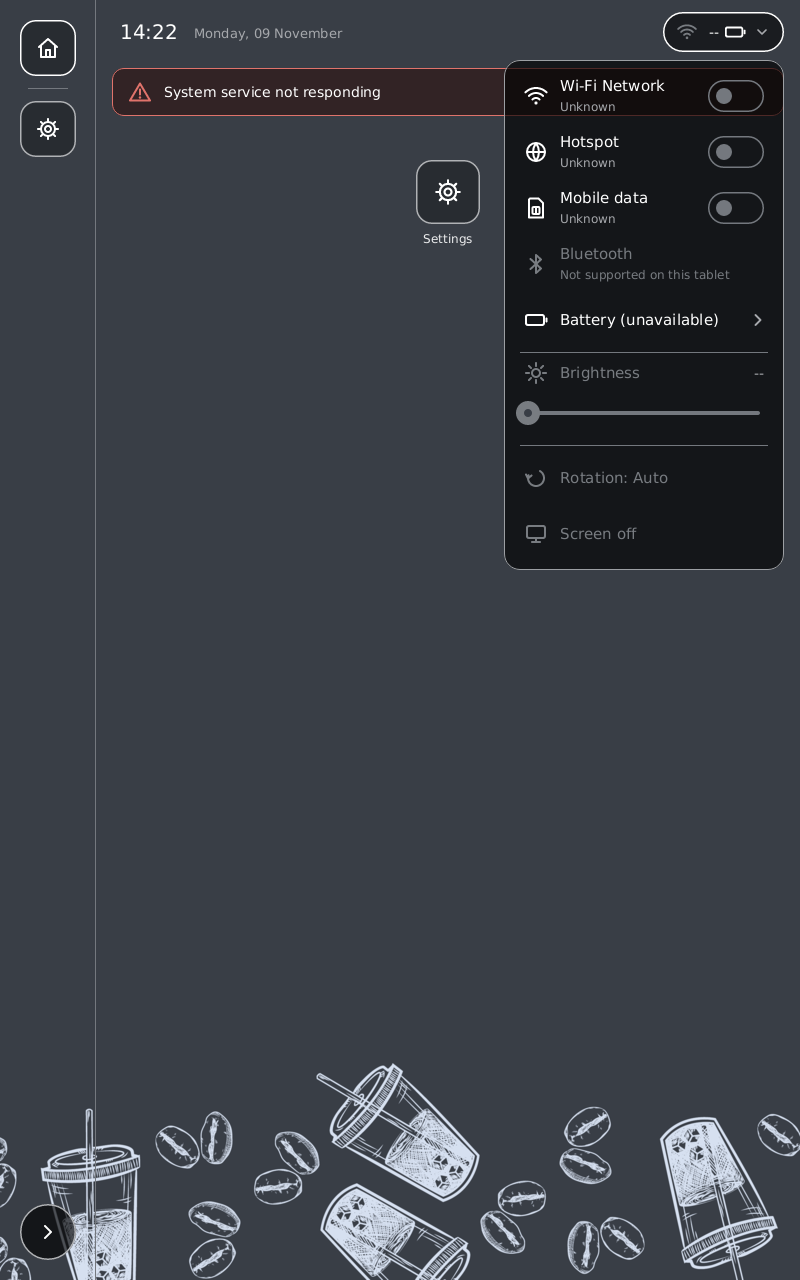 14:22 Monday, 09 November --
System service not responding
Settings
Wi-Fi Network
Unknown
Hotspot
Unknown
Mobile data
Unknown
Bluetooth
Not supported on this tablet
Battery (unavailable)
Brightness --
Rotation: Auto
Screen off